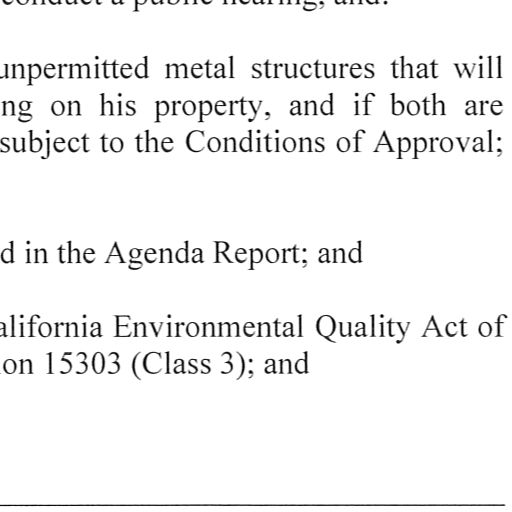 conduct a public hearing, and:
unpermitted metal structures that will
ng on his property, and if both are
subject to the Conditions of Approval;
d in the Agenda Report; and
alifornia Environmental Quality Act of
on 15303 (Class 3); and